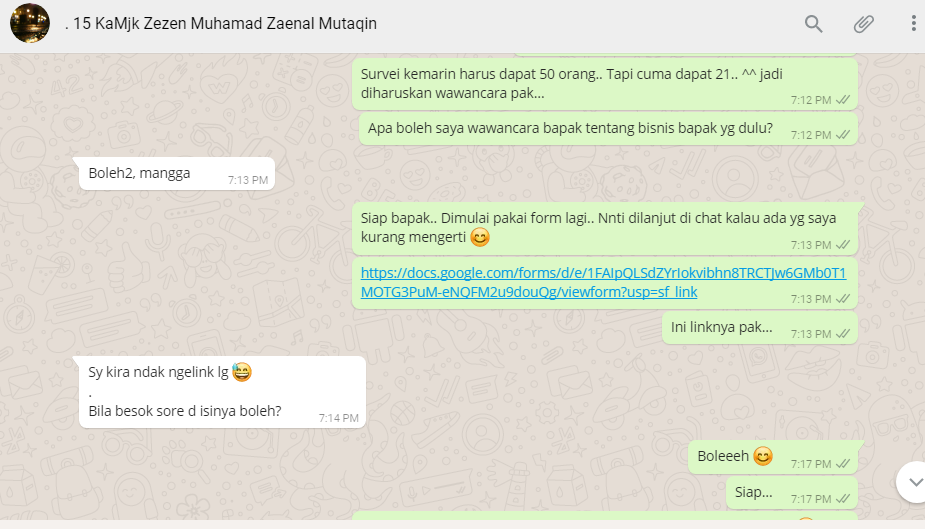 . 15 KaMjk Zezen Muhamad Zaenal Mutaqin
Survei kemarin harus dapat 50 orang.. Tapi cuma dapat 21.. ^^ jadi
diharuskan wawancara pak...
7:12 PM
Apa boleh saya wawancara bapak tentang bisnis bapak yg dulu?
7:12 PM
Boleh2, mangga
7:13 PM
Siap bapak.. Dimulai pakai form lagi.. Nnti dilanjut di chat kalau ada yg saya
kurang mengerti 😊
7:13 PM
https://docs.google.com/forms/d/e/1FAIpQLSdZYrIokvibhn8TRCTJw6GMb0T1
MOTG3PuM-eNQFM2u9douQg/viewform?usp=sf_link
7:13 PM
Ini linknya pak...
7:13 PM
Sy kira ndak ngelink lg 😅
.
Bila besok sore d isinya boleh?
7:14 PM
Boleeeh 😊
7:17 PM
Siap...
7:17 PM